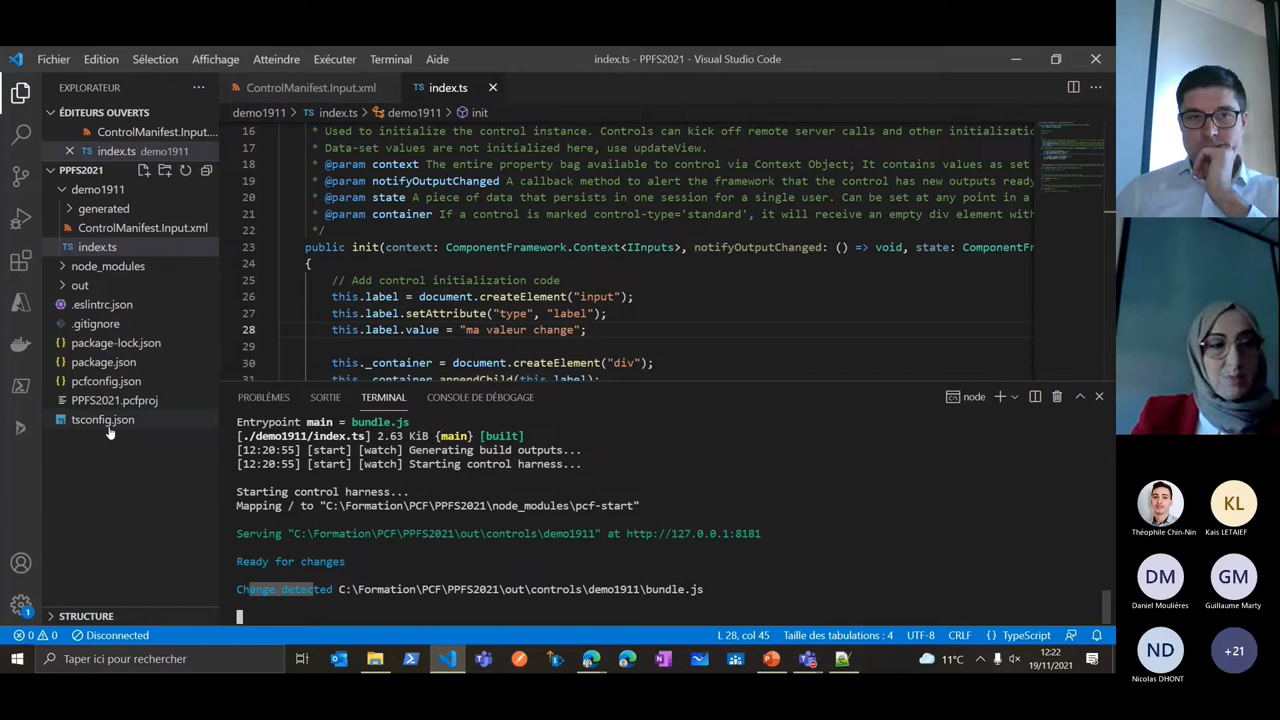 Fichier Edition Sélection Affichage Atteindre Exécuter Terminal Aide
index.ts - PPFS2021 - Visual Studio Code
EXPLORATEUR
ÉDITEURS OUVERTS
ControlManifest.Input....
index.ts demo1911
PPFS2021
demo1911
generated
ControlManifest.Input.xml
index.ts
node_modules
out
.eslintrc.json
.gitignore
package-lock.json
package.json
pcfconfig.json
PPFS2021.pcfproj
tsconfig.json
STRUCTURE
ControlManifest.Input.xml
TS index.ts
demo1911 > TS index.ts > demo1911 > init
16 * Used to initialize the control instance. Controls can kick off remote server calls and other initializatio
17 * Data-set values are not initialized here, use updateView.
18 * @param context The entire property bag available to control via Context Object; It contains values as set
19 * @param notifyOutputChanged A callback method to alert the framework that the control has new outputs ready
20 * @param state A piece of data that persists in one session for a single user. Can be set at any point in a
21 * @param container If a control is marked control-type='standard', it will receive an empty div element with
22 */
23 public init(context: ComponentFramework.Context<IInputs>, notifyOutputChanged: () => void, state: ComponentF
24 {
25 // Add control initialization code
26 this.label = document.createElement("input");
27 this.label.setAttribute("type", "label");
28 this.label.value = "ma valeur change";
29
30 this._container = document.createElement("div");
31 this._container.appendChild(this.label);
PROBLÈMES SORTIE TERMINAL CONSOLE DE DÉBOGAGE
node
Entrypoint main = bundle.js
[./demo1911/index.ts] 2.63 KiB {main} [built]
[12:20:55] [start] [watch] Generating build outputs...
[12:20:55] [start] [watch] Starting control harness...
Starting control harness...
Mapping / to "C:\Formation\PCF\PPFS2021\node_modules\pcf-start"
Serving "C:\Formation\PCF\PPFS2021\out\controls\demo1911" at http://127.0.0.1:8181
Ready for changes
Change detected C:\Formation\PCF\PPFS2021\out\controls\demo1911\bundle.js
0 0 Disconnected
L 28, col 45 Taille des tabulations : 4 UTF-8 CRLF {} TypeScript
Taper ici pour rechercher
11°C
12:22
19/11/2021
Théophile Chin-Nin
KL
Kais LETAIEF
DM
Daniel Moulières
GM
Guillaume Marty
ND
Nicolas DHONT
+21